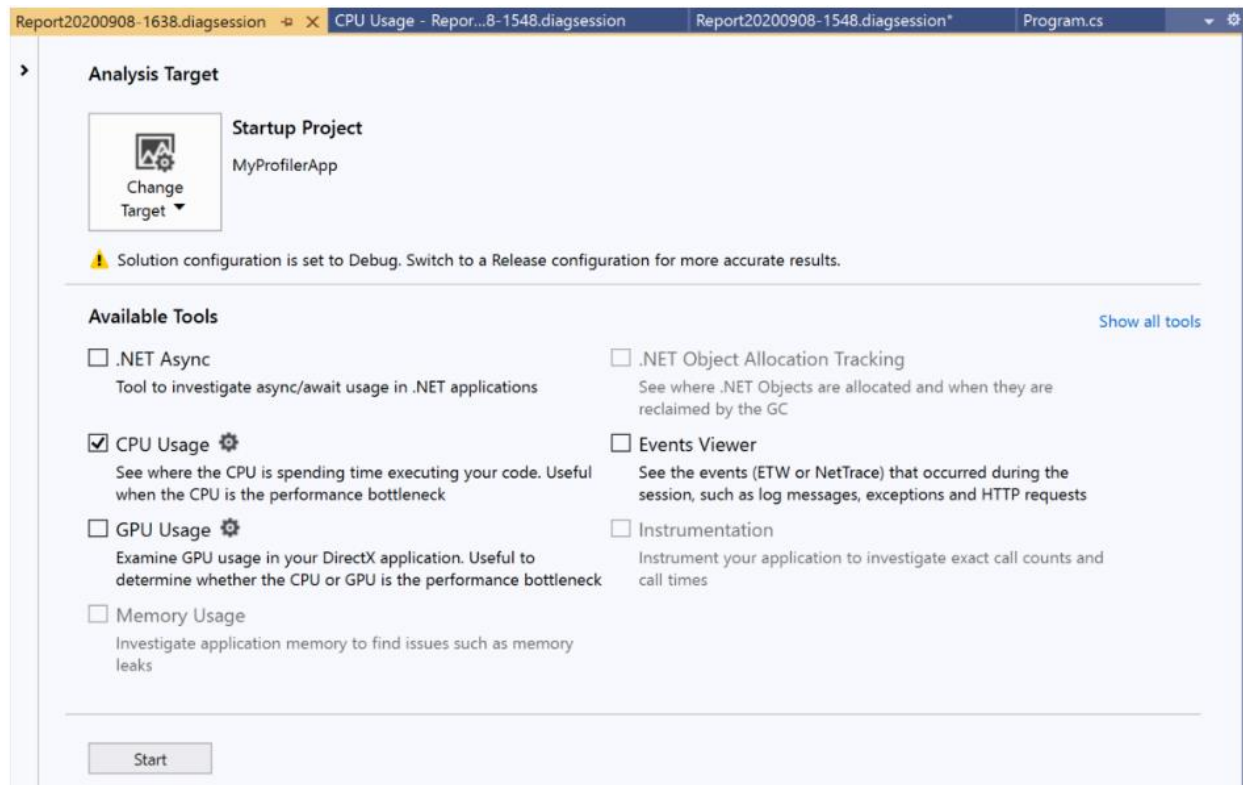 Report20200908-1638.diagsession
CPU Usage - Repor...8-1548.diagsession
Report20200908-1548.diagsession*
Program.cs
Analysis Target
Change
Target
Startup Project
MyProfilerApp
Solution configuration is set to Debug. Switch to a Release configuration for more accurate results.
Available Tools
Show all tools
.NET Async
Tool to investigate async/await usage in .NET applications
.NET Object Allocation Tracking
See where .NET Objects are allocated and when they are
reclaimed by the GC
CPU Usage
See where the CPU is spending time executing your code. Useful
when the CPU is the performance bottleneck
Events Viewer
See the events (ETW or NetTrace) that occurred during the
session, such as log messages, exceptions and HTTP requests
GPU Usage
Examine GPU usage in your DirectX application. Useful to
determine whether the CPU or GPU is the performance bottleneck
Instrumentation
Instrument your application to investigate exact call counts and
call times
Memory Usage
Investigate application memory to find issues such as memory
leaks
Start